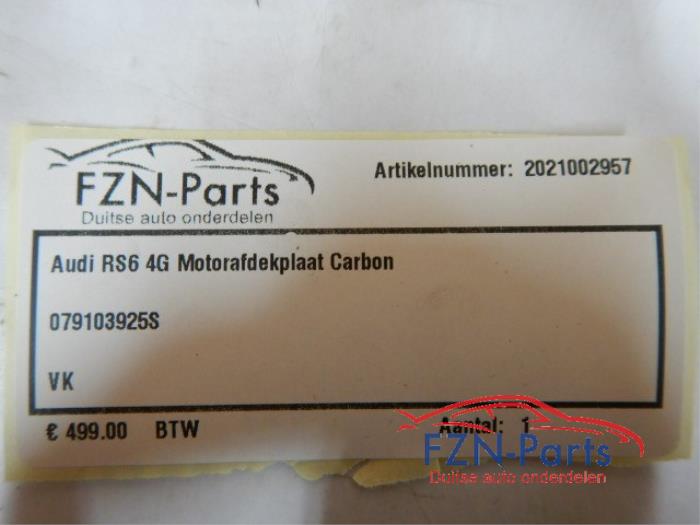 FZN-Parts
Duitse auto onderdelen
Artikelnummer: 2021002957
Audi RS6 4G Motorafdekplaat Carbon
079103925S
VK
€ 499.00 BTW
Aantal: 1
FZN-Parts
Duitse auto onderdelen